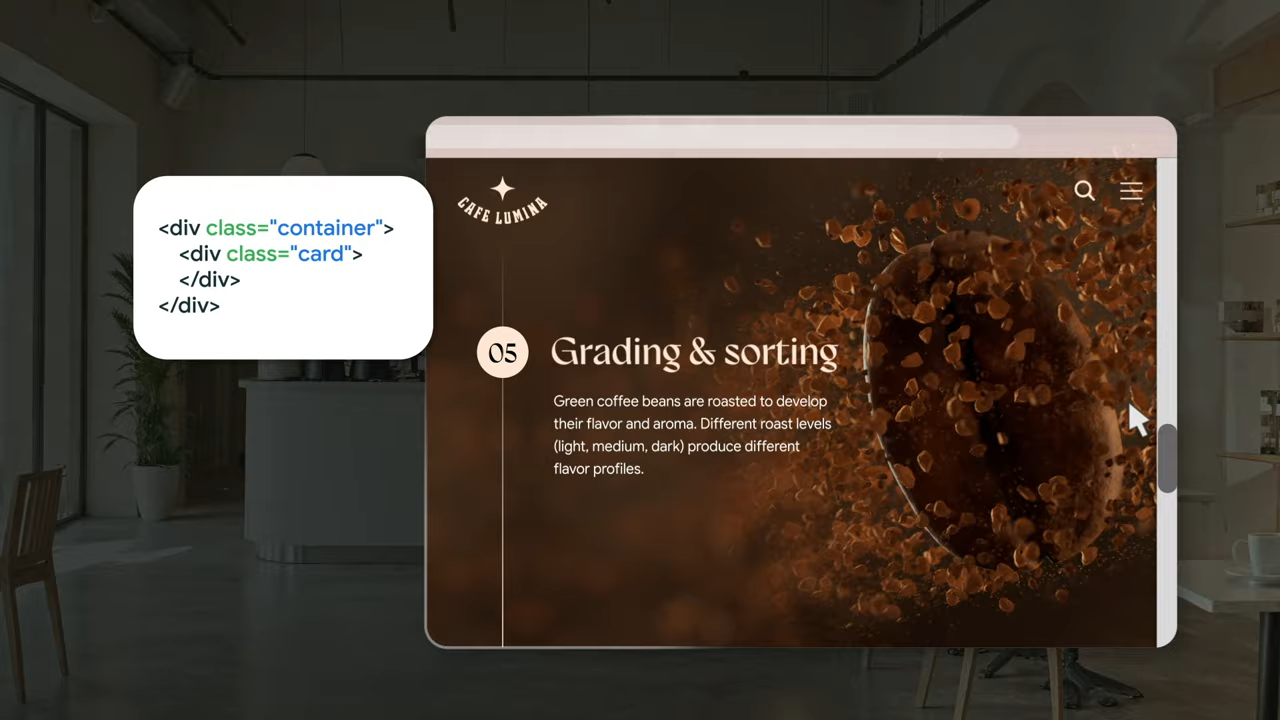 <div class="container">
<div class="card">
</div>
</div>
CAFE LUMINA
05
Grading & sorting
Green coffee beans are roasted to develop
their flavor and aroma. Different roast levels
(light, medium, dark) produce different
flavor profiles.